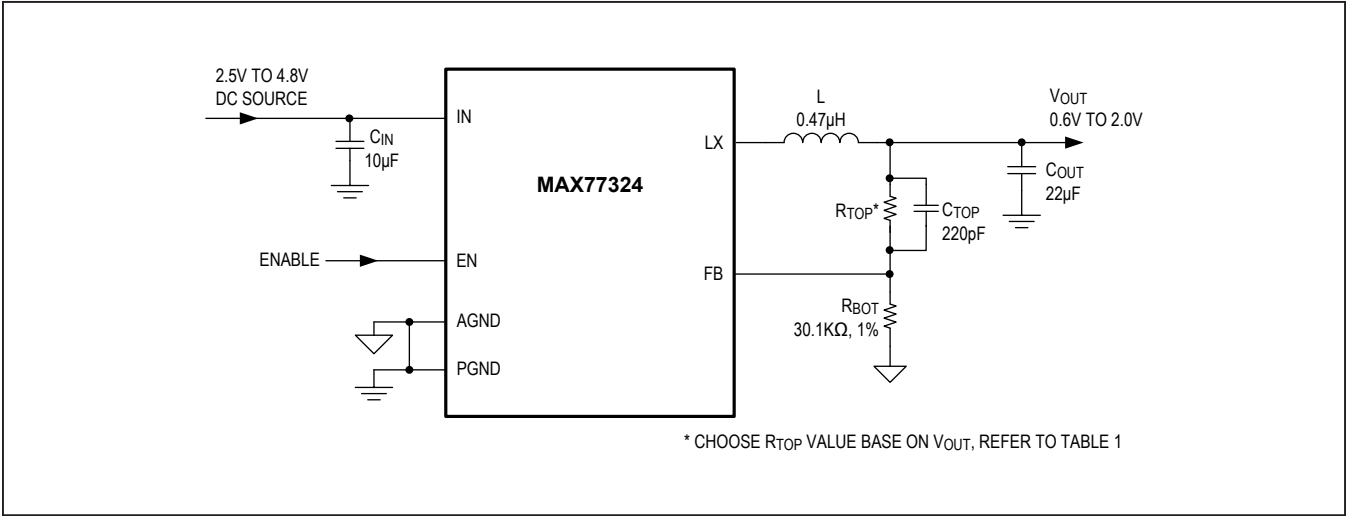 2.5V TO 4.8V
DC SOURCE
IN
CIN
10µF
MAX77324
LX
L
0.47µH
VOUT
0.6V TO 2.0V
COUT
22µF
RTOP*
CTOP
220pF
ENABLE
EN
FB
RBOT
30.1KΩ, 1%
AGND
PGND
* CHOOSE RTOP VALUE BASE ON VOUT, REFER TO TABLE 1